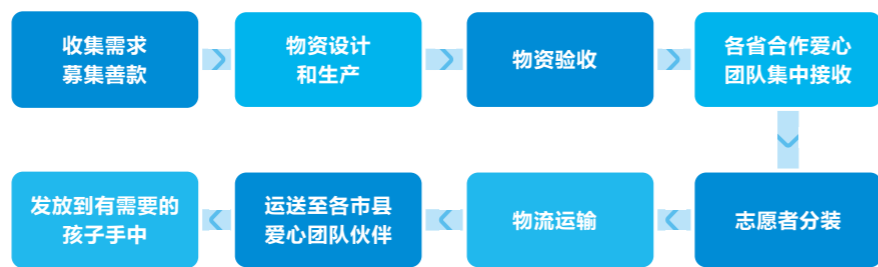 收集需求
募集善款
物资设计
和生产
物资验收
各省合作爱心
团队集中接收
志愿者分装
物流运输
运送至各市县
爱心团队伙伴
发放到有需要的
孩子手中